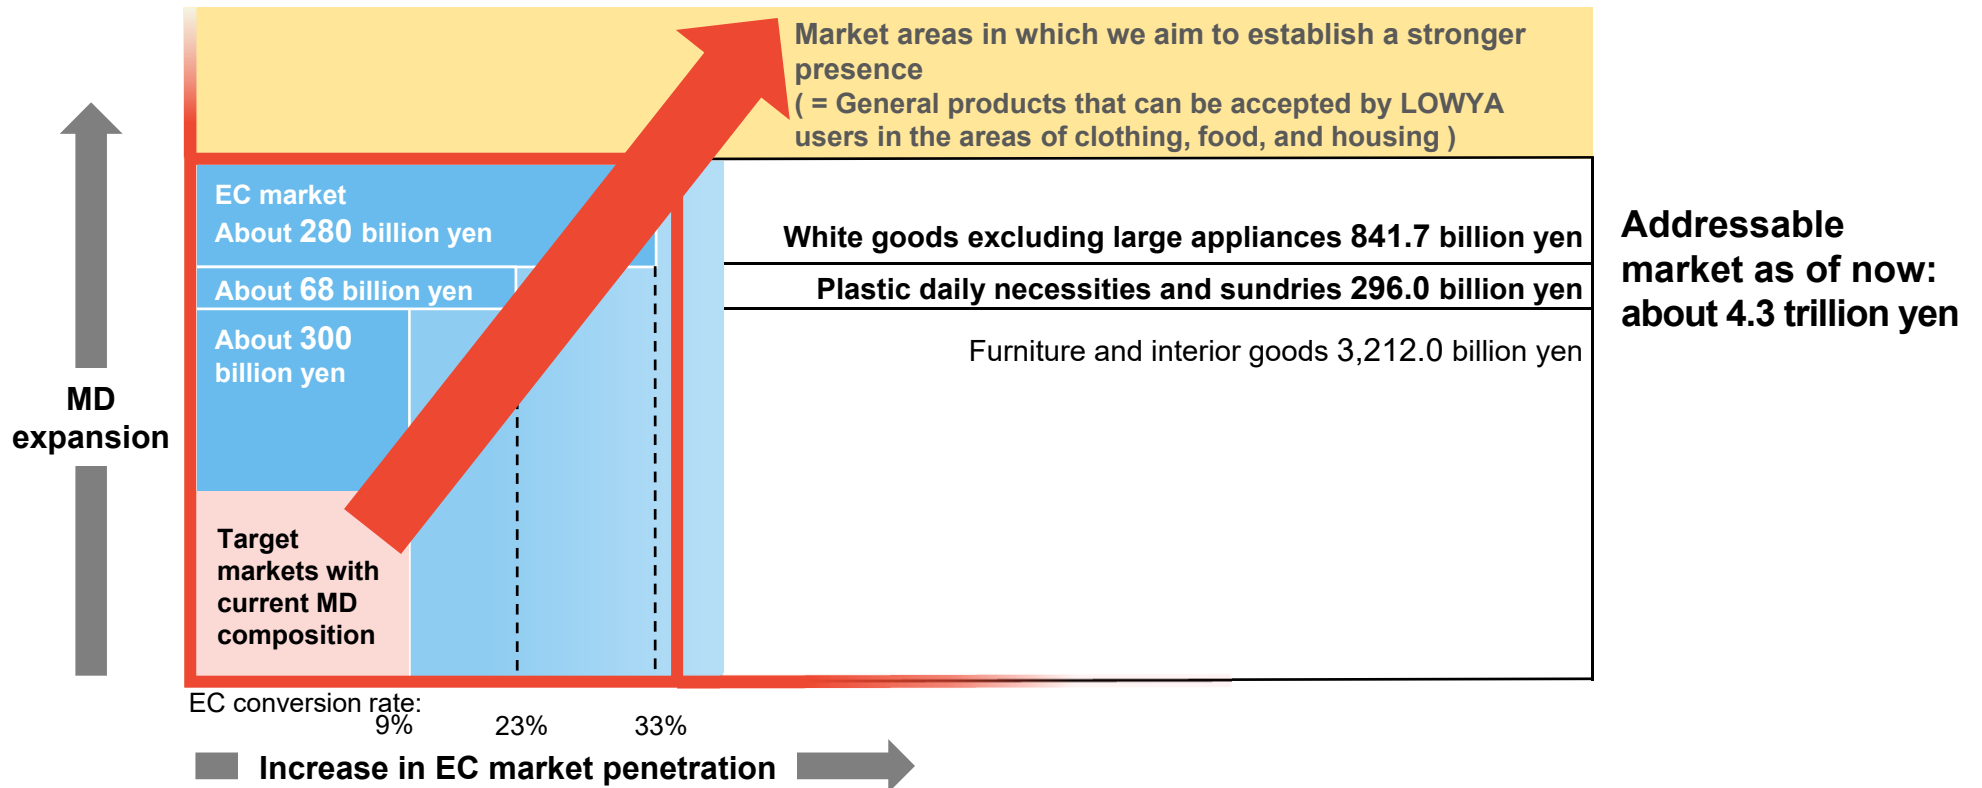 Market areas in which we aim to establish a stronger
presence
( = General products that can be accepted by LOWYA
users in the areas of clothing, food, and housing )
EC market
About 280 billion yen
White goods excluding large appliances 841.7 billion yen
About 68 billion yen
Plastic daily necessities and sundries 296.0 billion yen
About 300
billion yen
Furniture and interior goods 3,212.0 billion yen
Addressable
market as of now:
about 4.3 trillion yen
MD
expansion
Target
markets with
current MD
composition
EC conversion rate:
9%
23%
33%
Increase in EC market penetration